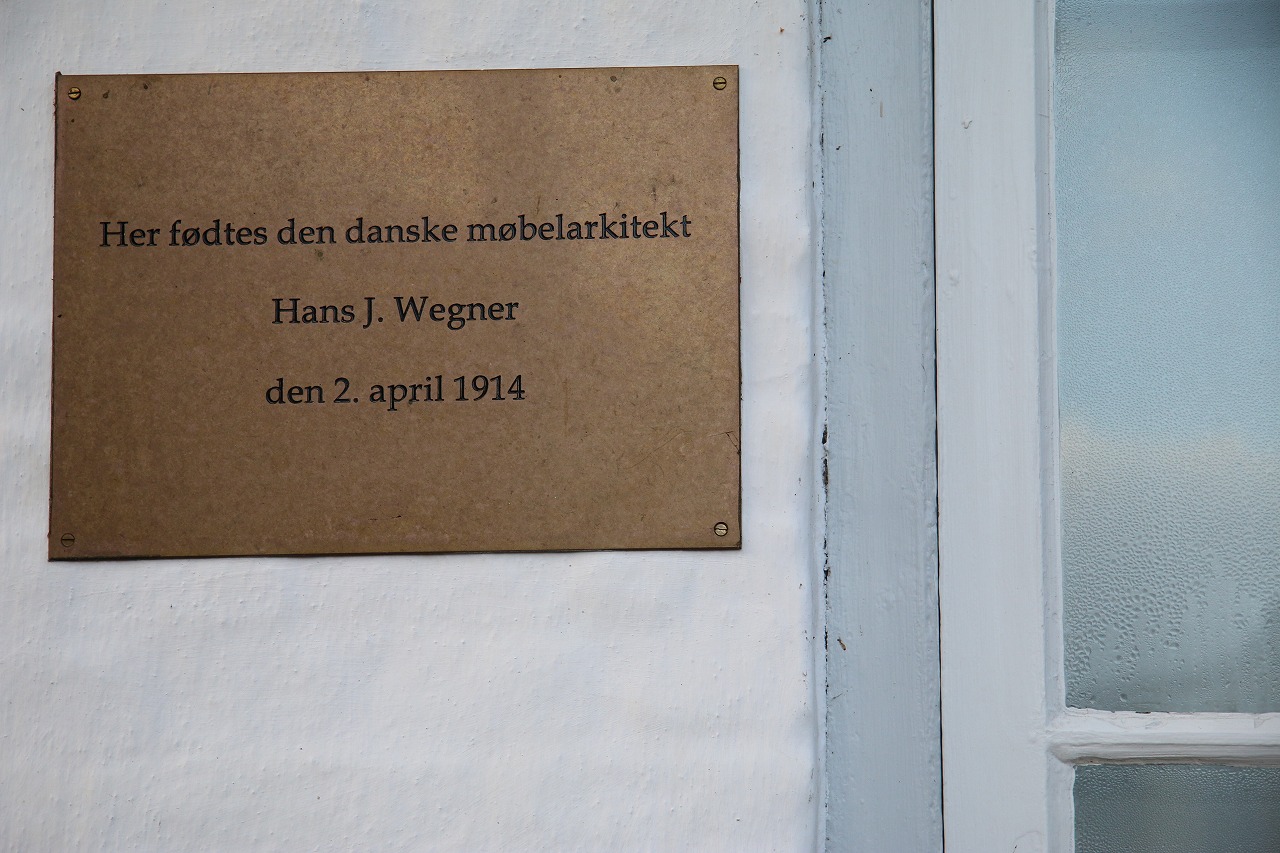 Her fødtes den danske møbelarkitekt
Hans J. Wegner
den 2. april 1914